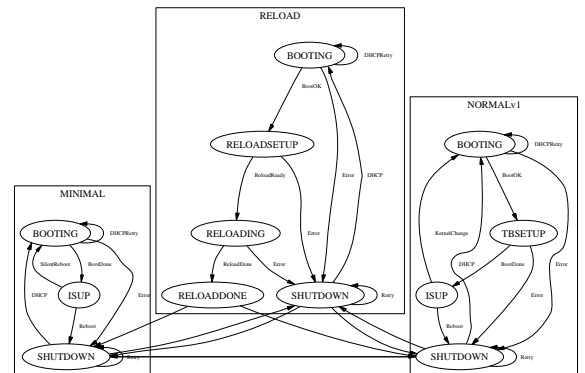 RELOAD
BOOTING
DHCPRetry
BootOK
NORMALv1
RELOADSETUP
BOOTING
DHCPRetry
ReloadReady
Error
DHCP
BootOK
MINIMAL
BOOTING
DHCPRetry
RELOADING
Error
KernelChange
TBSETUP
SilentReboot
BootDone
ReloadDone
Error
DHCP
BootDone
Error
DHCP
ISUP
Error
RELOADDONE
SHUTDOWN
Retry
ISUP
Error
Reboot
Reboot
SHUTDOWN
Retry
SHUTDOWN
Retry